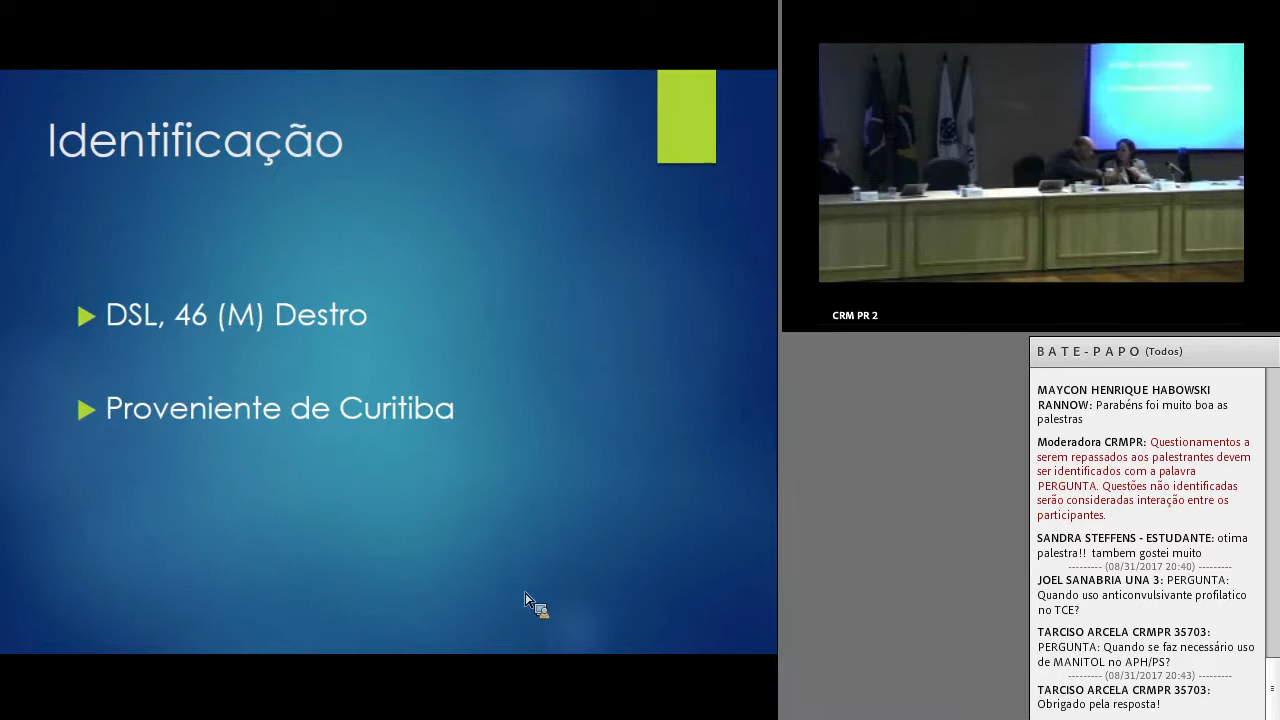 Identificação
DSL, 46 (M) Destro
Proveniente de Curitiba
CRM PR 2
BATE-PAPO (Todos)
MAYCON HENRIQUE HABOWSKI
RANNOW: Parabéns foi muito boa as
palestras
Moderadora CRMPR: Questionamentos a
serem repassados aos palestrantes devem
ser identificados com a palavra
PERGUNTA. Questões não identificadas
serão consideradas interação entre os
participantes.
SANDRA STEFFENS - ESTUDANTE: otima
palestra!! tambem gostei muito
--------- (08/31/2017 20:40) ---------
JOEL SANABRIA UNA 3: PERGUNTA:
Quando uso anticonvulsivante profilático
no TCE?
TARCISO ARCELA CRMPR 35703:
PERGUNTA: Quando se faz necessário uso
de MANITOL no APH/PS?
--------- (08/31/2017 20:43) ---------
TARCISO ARCELA CRMPR 35703:
Obrigado pela resposta!